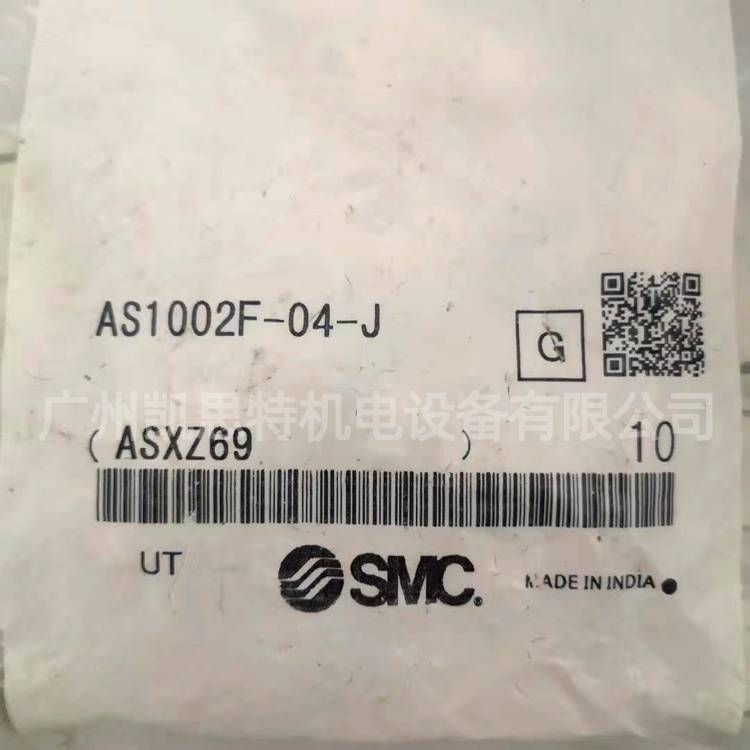 AS1002F-04-J
G
广州凯里特机电设备有限公司
( ASXZ69 ) 10
UT
SMC.
MADE IN INDIA